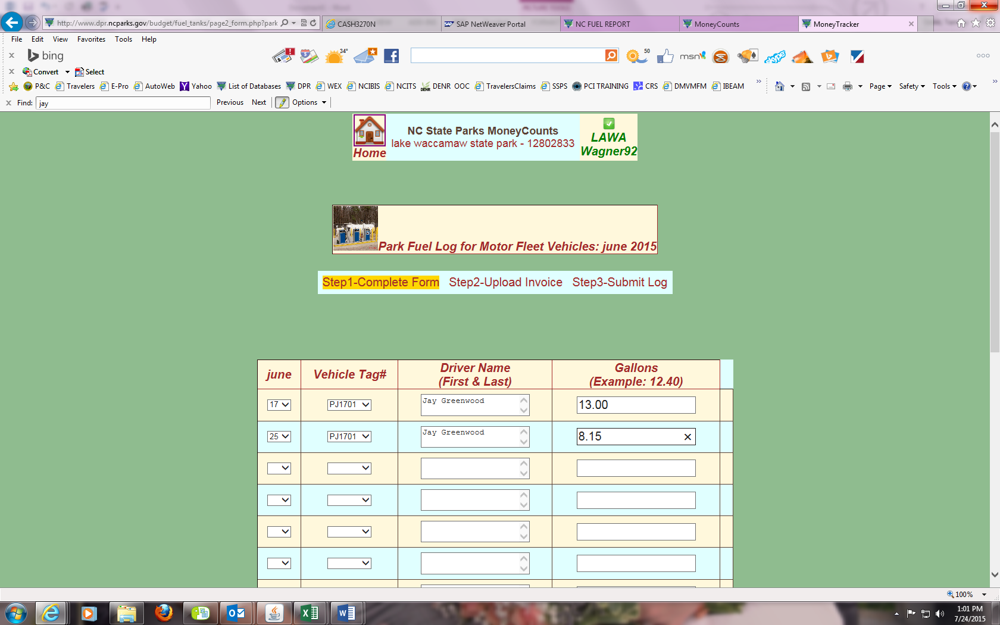 http://www.dpr.ncparks.gov/budget/fuel_tanks/page2_form.php?park
CASH3270N
SAP NetWeaver Portal
NC FUEL REPORT
MoneyCounts
MoneyTracker
File Edit View Favorites Tools Help
bing
34°
50
msn
skype
Convert Select
P&C Travelers E-Pro AutoWeb Yahoo List of Databases DPR WEX NCIBIS NCITS DENR OOC TravelersClaims SSPS PCI TRAINING CRS DMVMFM IBEAM
Page Safety Tools
Find: jay Previous Next Options
NC State Parks MoneyCounts
lake waccamaw state park - 12802833
Home
LAWA
Wagner92
Park Fuel Log for Motor Fleet Vehicles: june 2015
Step1-Complete Form Step2-Upload Invoice Step3-Submit Log
june Vehicle Tag# Driver Name
(First & Last) Gallons
(Example: 12.40)
17 PJ1701 Jay Greenwood 13.00
25 PJ1701 Jay Greenwood 8.15
100%
1:01 PM
7/24/2015